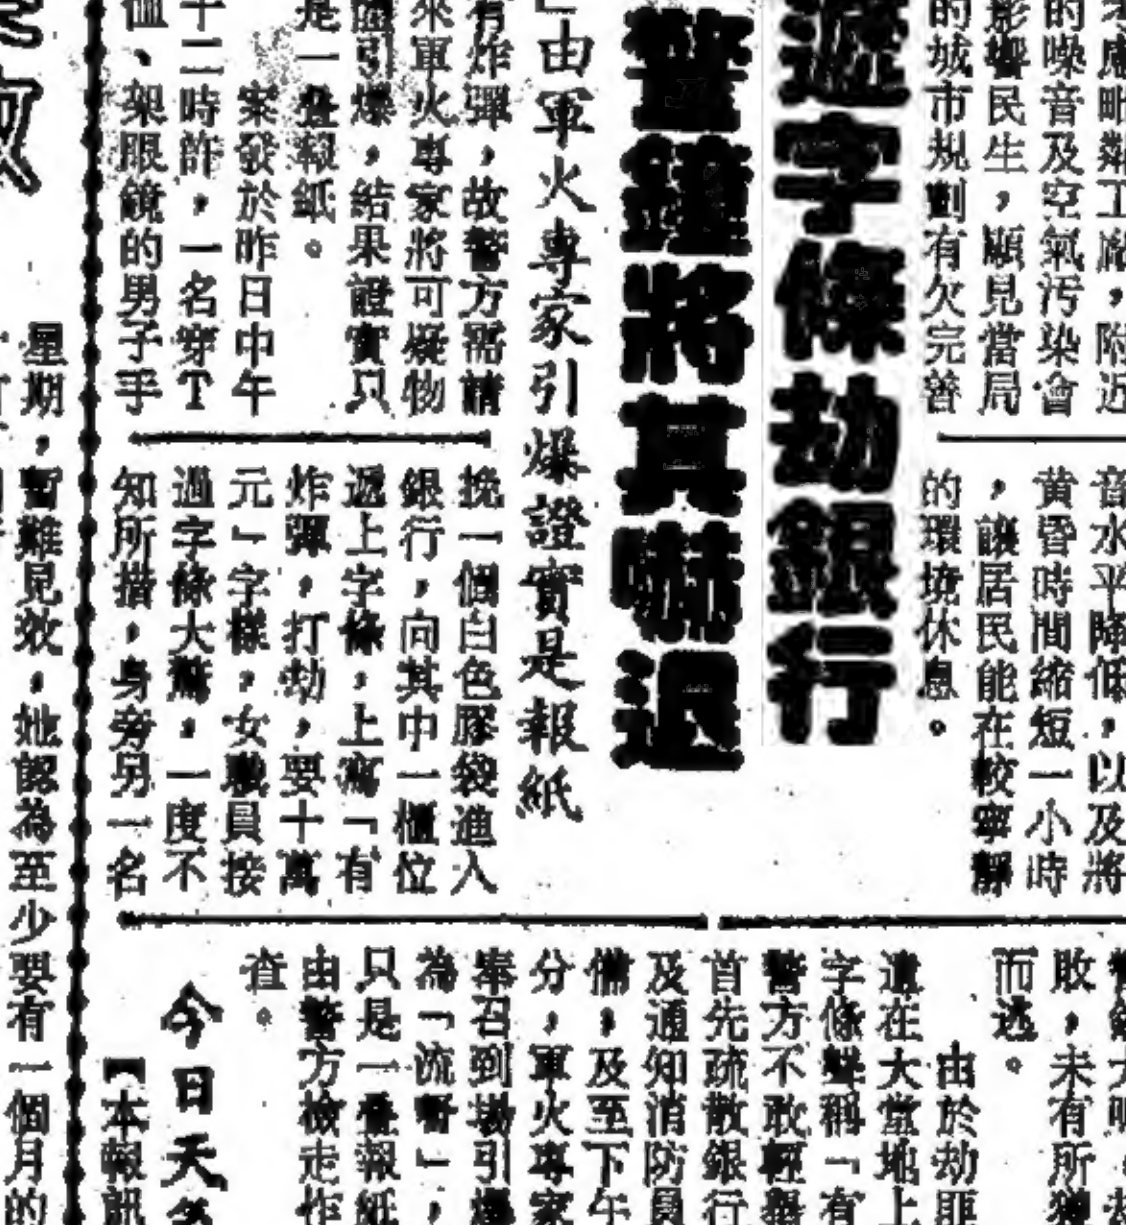 未慮毗鄰工廠，附近
的噪音及空氣污染會
影響民生，顯見當局
的城市規劃有欠完善
音水平降低，以及將
黃昏時間縮短一小時
，讓居民能在較寧靜
的環境休息。
遞字條劫銀行
警鐘將其嚇退
」由軍火專家引爆證實是報紙
有炸彈，故警方需請
來軍火專家將可疑物
體引爆，結果證實只
是一疊報紙。
案發於昨日中午
十二時許，一名穿T
恤、架眼鏡的男子手
挽一個白色膠袋進入
銀行，向其中一櫃位
遞上字條，上寫「有
炸彈，打劫，要十萬
元」字樣，女職員接
過字條大驚，一度不
知所措，身旁另一名
敗，未有所獲
而逃。
由於劫匪
遺在大堂地上
字條聲稱「有
警方不敢輕舉
首先疏散銀行
及通知消防員
備，及至下午
分，軍火專家
奉召到場引爆
為「流嘢」，
只是一疊報紙
由警方檢走作
查。
今日天
【本報訊
星期，
暫難見效，她認為至少要有一個月的